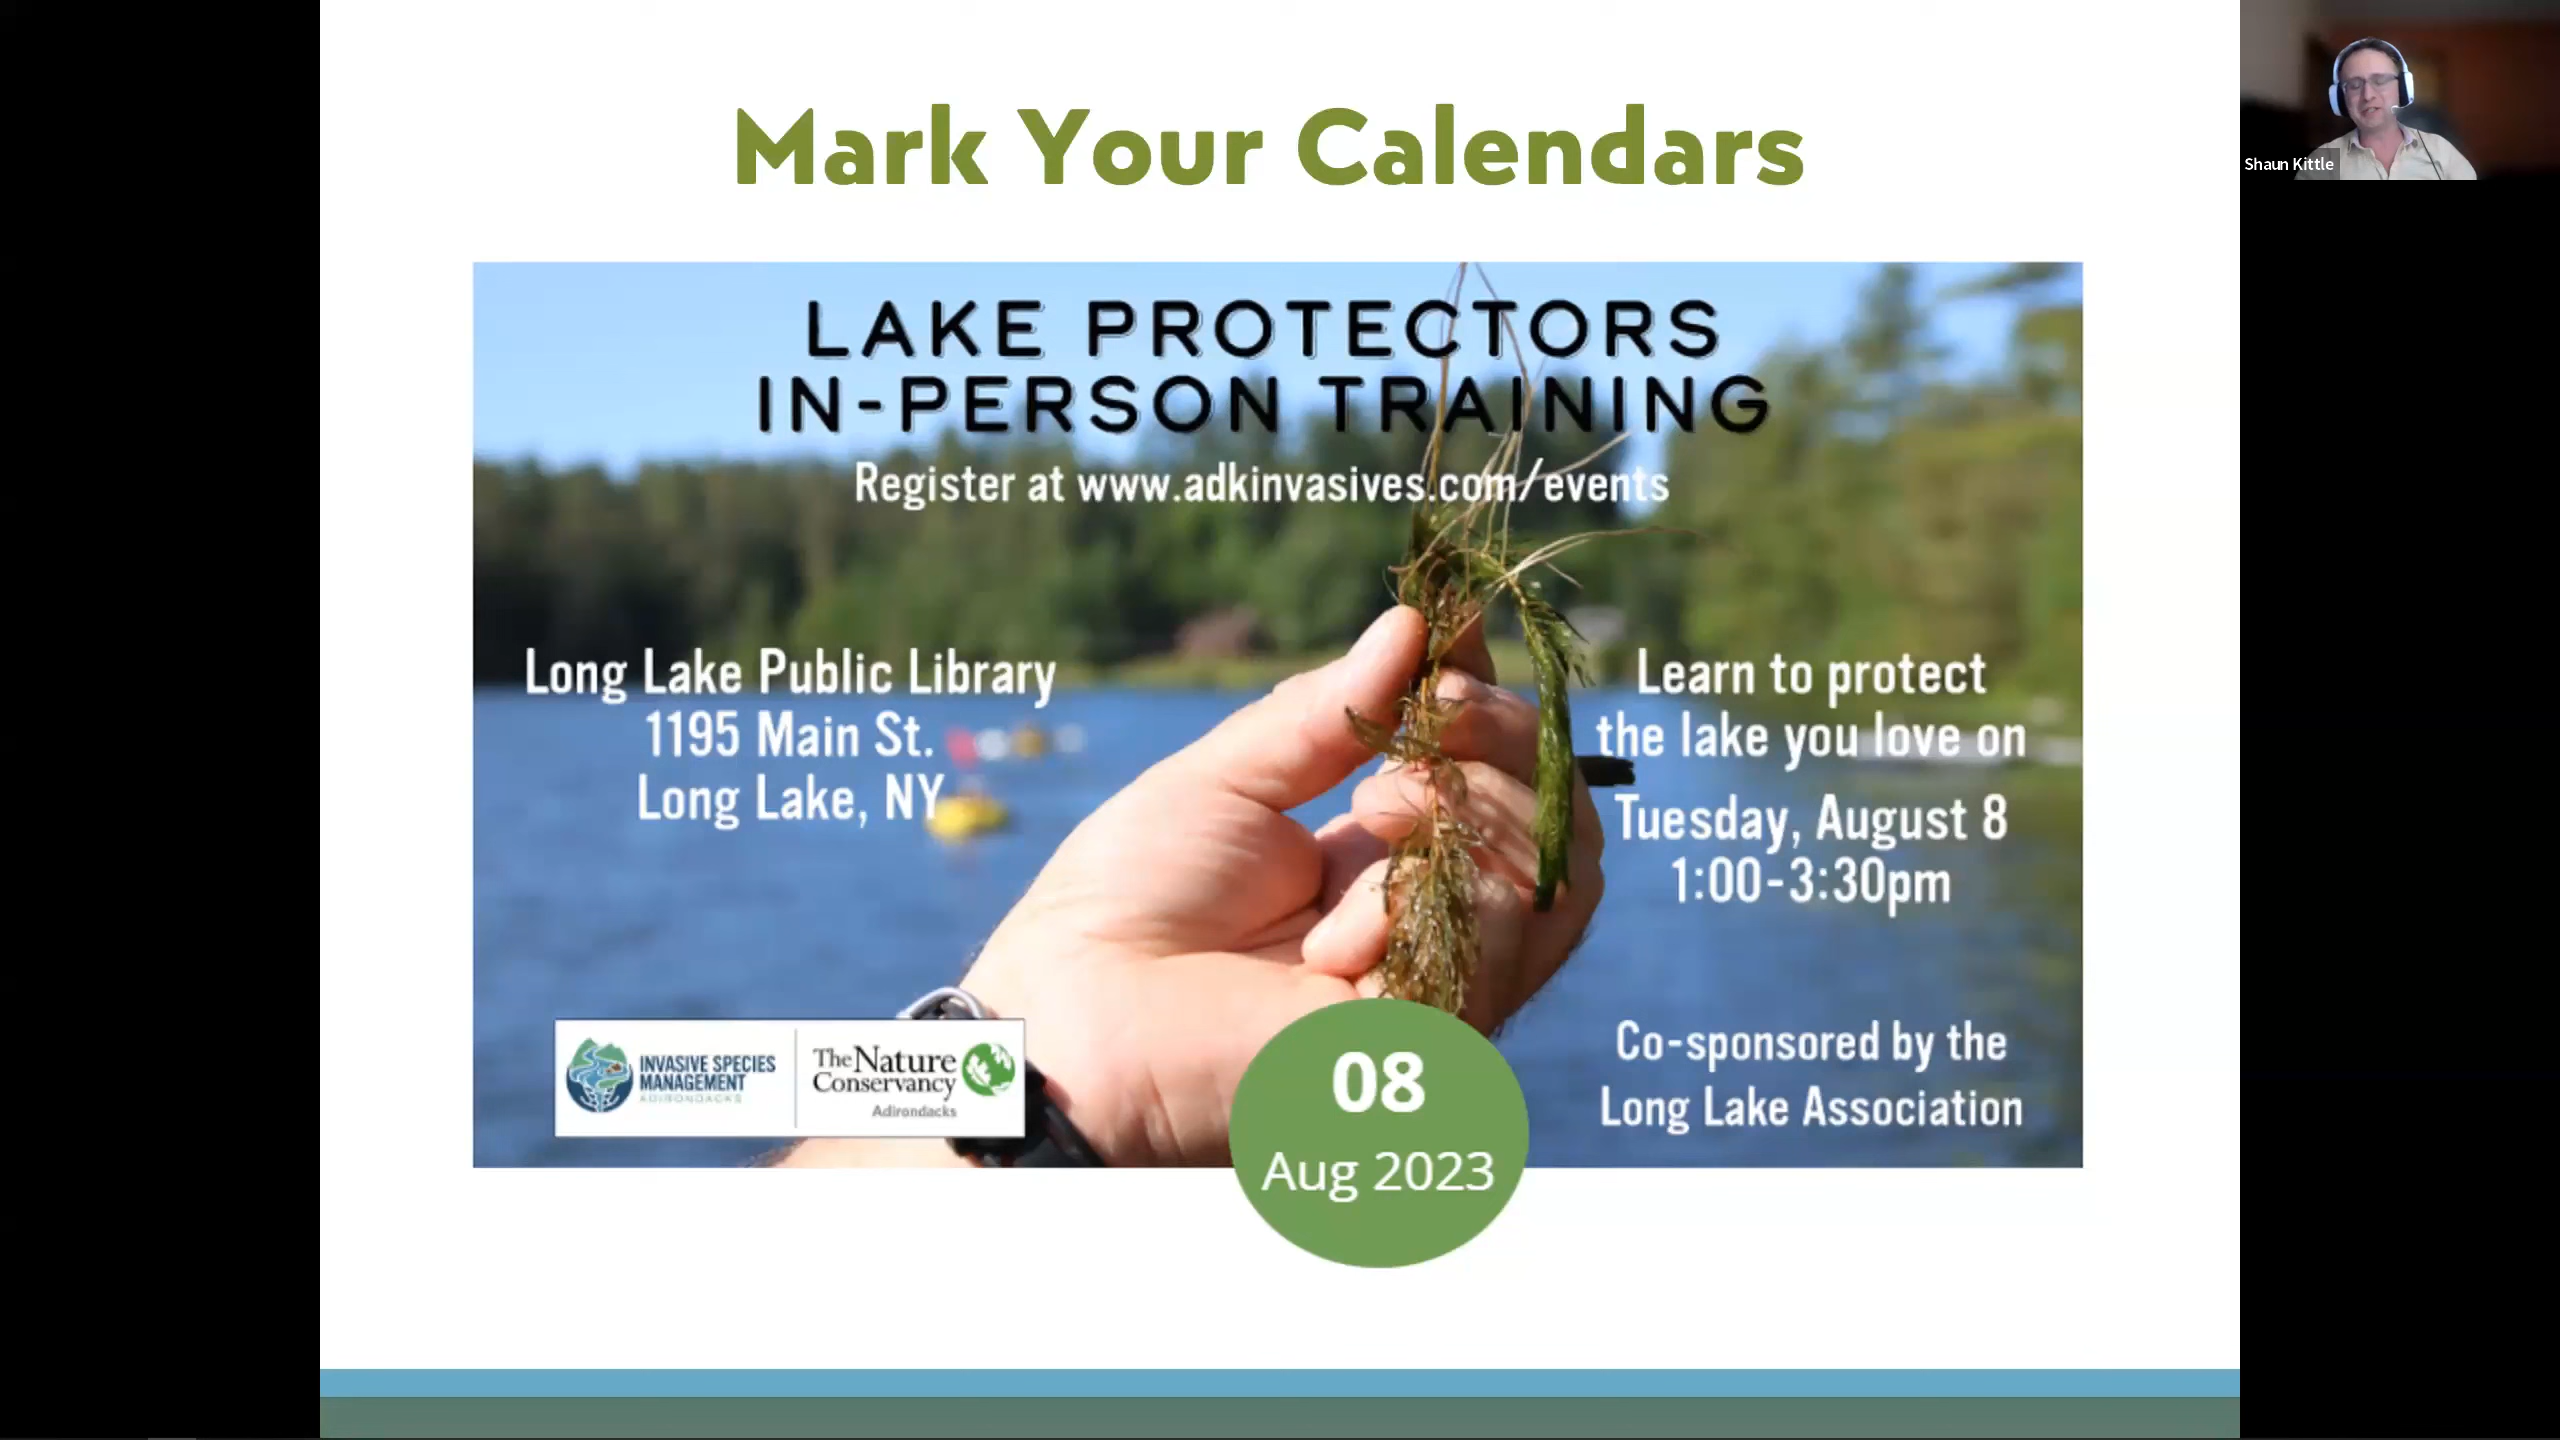 Mark Your Calendars
Shaun Kittle
LAKE PROTECTORS
IN-PERSON TRAINING
Register at www.adkinvasives.com/events
Long Lake Public Library
1195 Main St.
Long Lake, NY
Learn to protect
the lake you love on
Tuesday, August 8
1:00-3:30pm
INVASIVE SPECIES
MANAGEMENT
ADIRONDACKS
The Nature
Conservancy
Adirondacks
08
Aug 2023
Co-sponsored by the
Long Lake Association